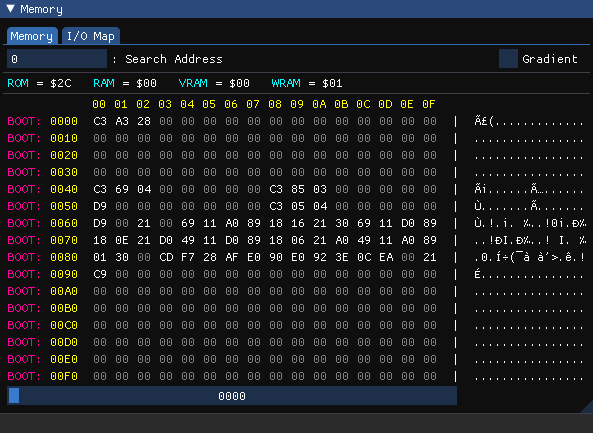 ▼ Memory
Memory I/O Map
0 : Search Address Gradient
ROM = $2C RAM = $00 VRAM = $00 WRAM = $01
00 01 02 03 04 05 06 07 08 09 0A 0B 0C 0D 0E 0F
BOOT: 0000 C3 A3 28 00 00 00 00 00 00 00 00 00 00 00 00 00 | Ã£(.............
BOOT: 0010 00 00 00 00 00 00 00 00 00 00 00 00 00 00 00 00 | ................
BOOT: 0020 00 00 00 00 00 00 00 00 00 00 00 00 00 00 00 00 | ................
BOOT: 0030 00 00 00 00 00 00 00 00 00 00 00 00 00 00 00 00 | ................
BOOT: 0040 C3 69 04 00 00 00 00 00 C3 85 03 00 00 00 00 00 | Ãi......Ã…......
BOOT: 0050 D9 00 00 00 00 00 00 00 C3 05 04 00 00 00 00 00 | Ù.......Ã.......
BOOT: 0060 D9 00 21 00 69 11 A0 89 18 16 21 30 69 11 D0 89 | Ù.!.i. ‰..!0i.Ð‰
BOOT: 0070 18 0E 21 D0 49 11 D0 89 18 06 21 A0 49 11 A0 89 | ..!ÐI.Ð‰..! I. ‰
BOOT: 0080 01 30 00 CD F7 28 AF E0 90 E0 92 3E 0C EA 00 21 | .0.Í÷(¯à à’>.ê.!
BOOT: 0090 C9 00 00 00 00 00 00 00 00 00 00 00 00 00 00 00 | É...............
BOOT: 00A0 00 00 00 00 00 00 00 00 00 00 00 00 00 00 00 00 | ................
BOOT: 00B0 00 00 00 00 00 00 00 00 00 00 00 00 00 00 00 00 | ................
BOOT: 00C0 00 00 00 00 00 00 00 00 00 00 00 00 00 00 00 00 | ................
BOOT: 00D0 00 00 00 00 00 00 00 00 00 00 00 00 00 00 00 00 | ................
BOOT: 00E0 00 00 00 00 00 00 00 00 00 00 00 00 00 00 00 00 | ................
BOOT: 00F0 00 00 00 00 00 00 00 00 00 00 00 00 00 00 00 00 | ................
0000